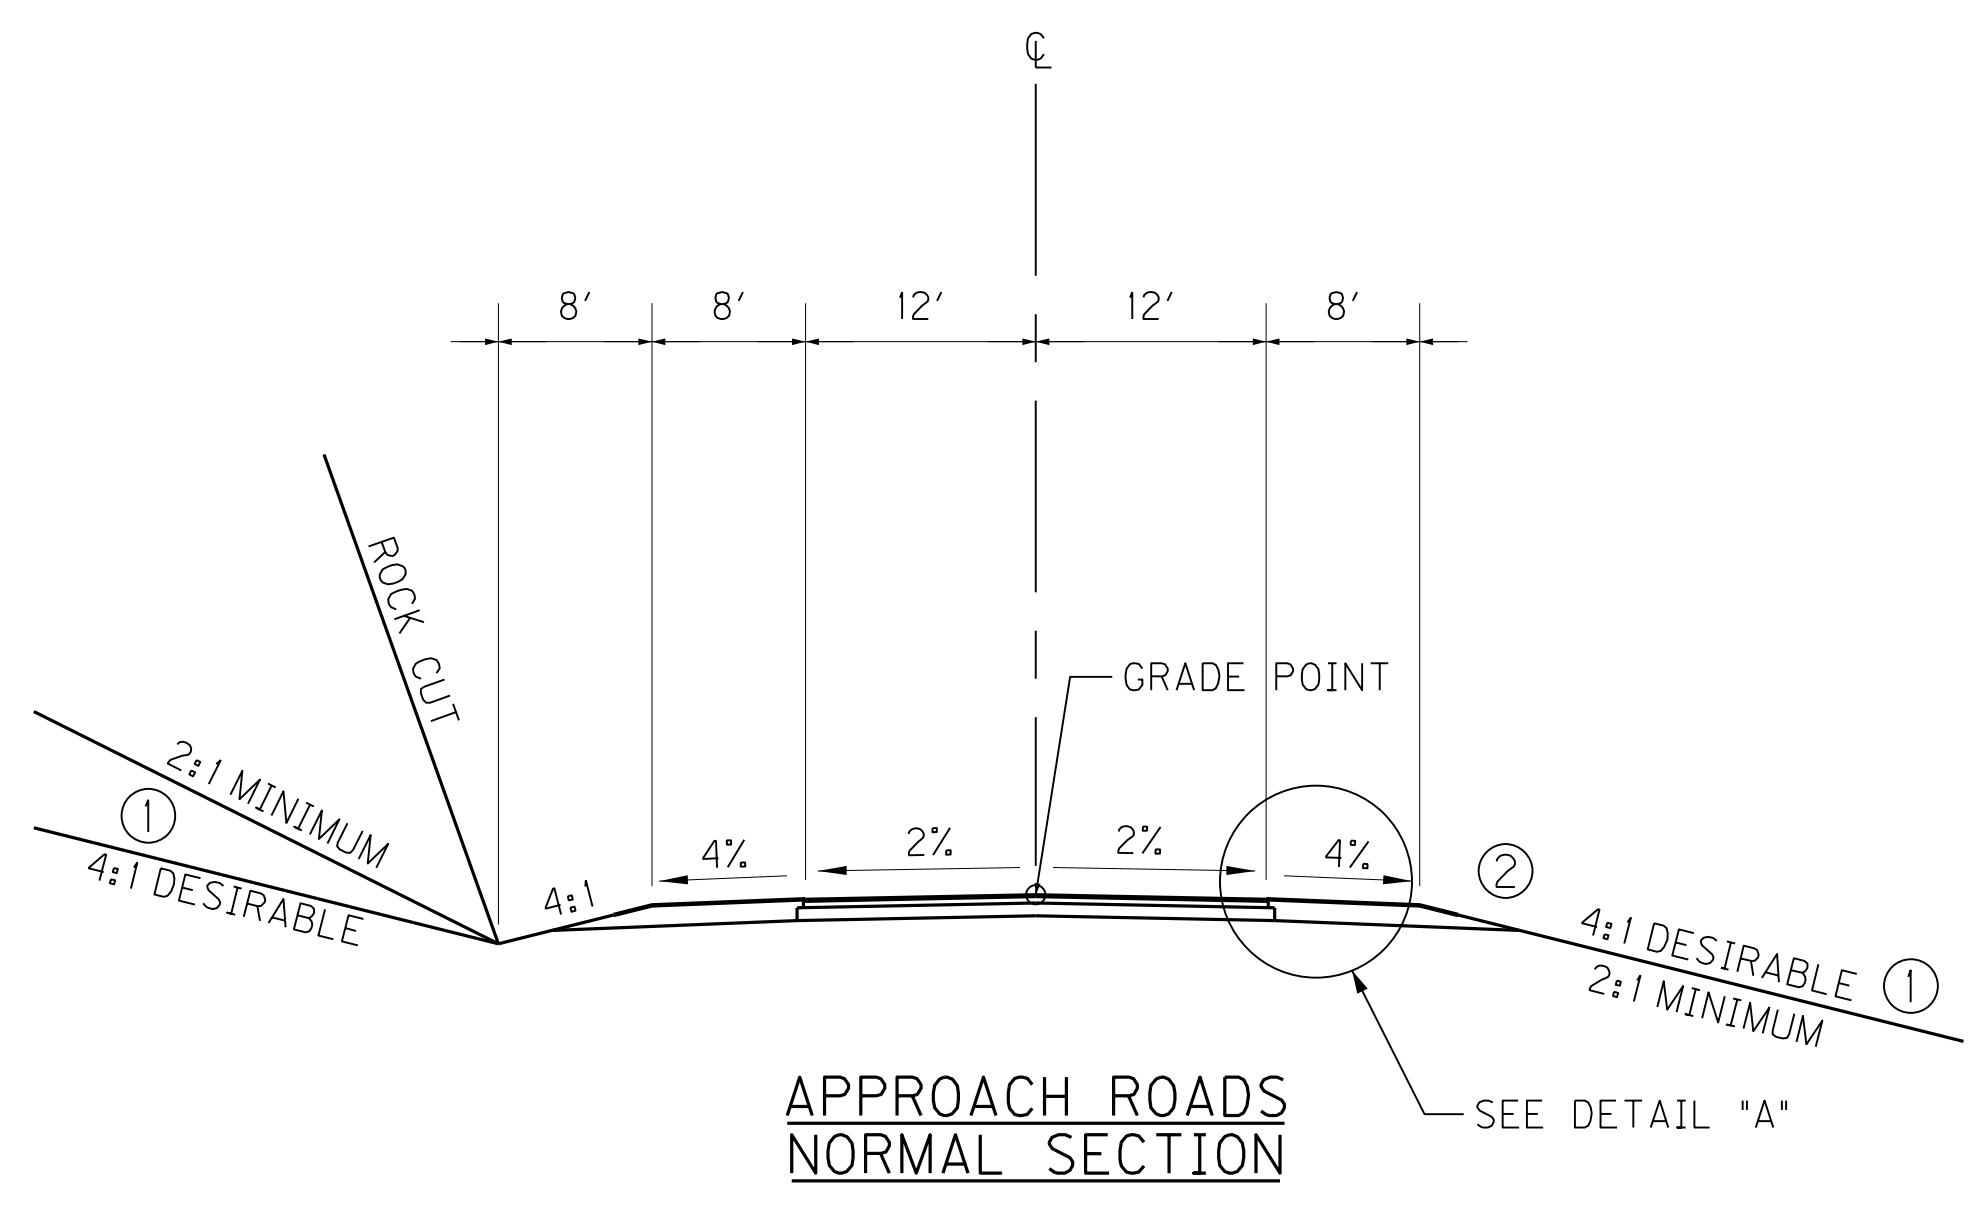 ℄
8' 8' 12' 12' 8'
ROCK CUT
GRADE POINT
2:1 MINIMUM
1
4:1 DESIRABLE
4:1
4% 2% 2% 4%
2
4:1 DESIRABLE
1
2:1 MINIMUM
SEE DETAIL "A"
APPROACH ROADS
NORMAL SECTION